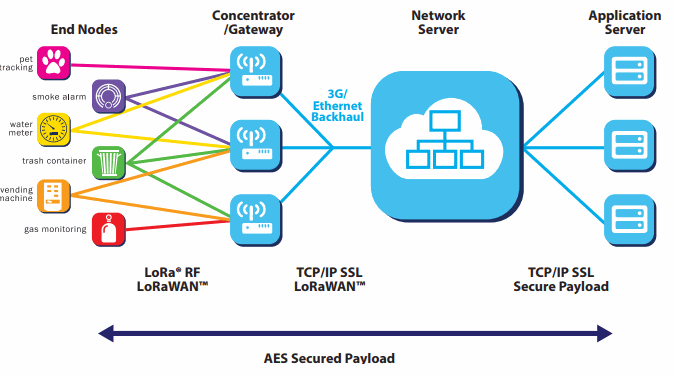 End Nodes
Concentrator
/Gateway
Network
Server
Application
Server
pet
tracking
smoke alarm
water
meter
trash container
vending
machine
gas monitoring
3G/
Ethernet
Backhaul
LoRa® RF
LoRaWAN™
TCP/IP SSL
LoRaWAN™
TCP/IP SSL
Secure Payload
AES Secured Payload